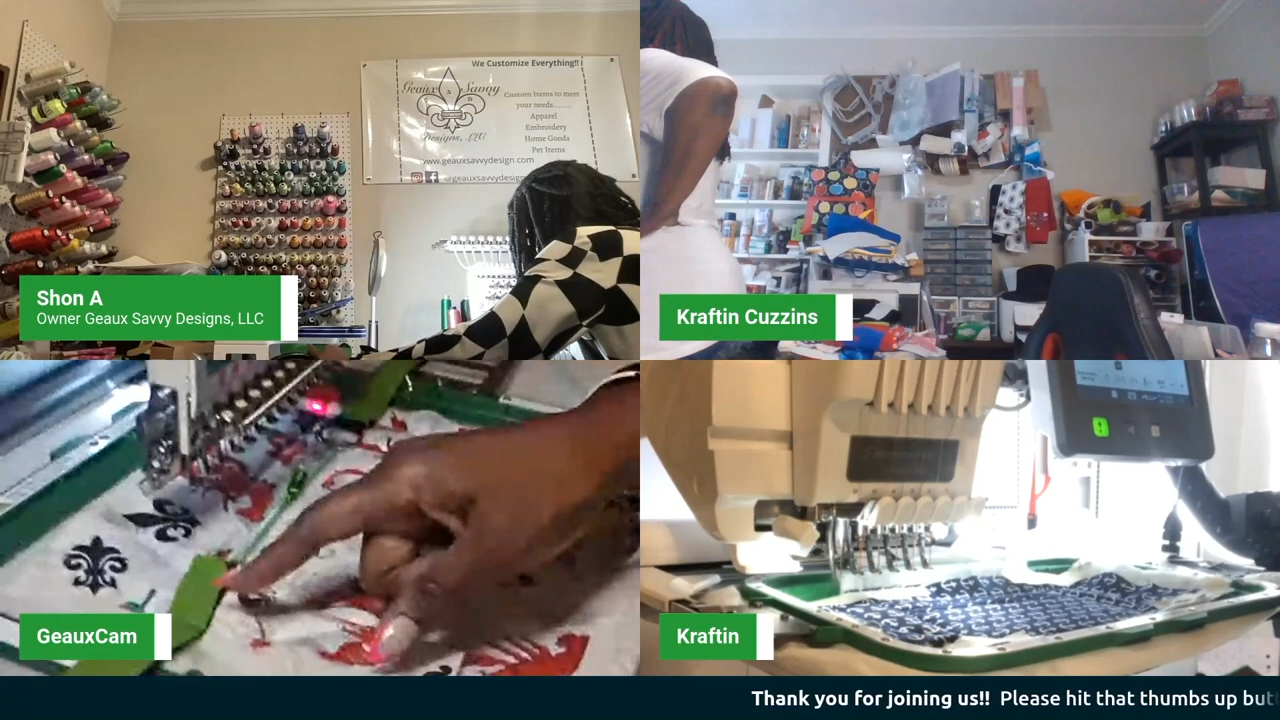 We Customize Everything!!
Geaux Savvy
Designs, LLC
Custom Items to meet
your needs.........
Apparel
Embroidery
Home Goods
Pet Items
www.geauxsavvydesign.com
@geauxsavvydesign
Shon A
Owner Geaux Savvy Designs, LLC
Kraftin Cuzzins
GeauxCam
Kraftin
Thank you for joining us!! Please hit that thumbs up but